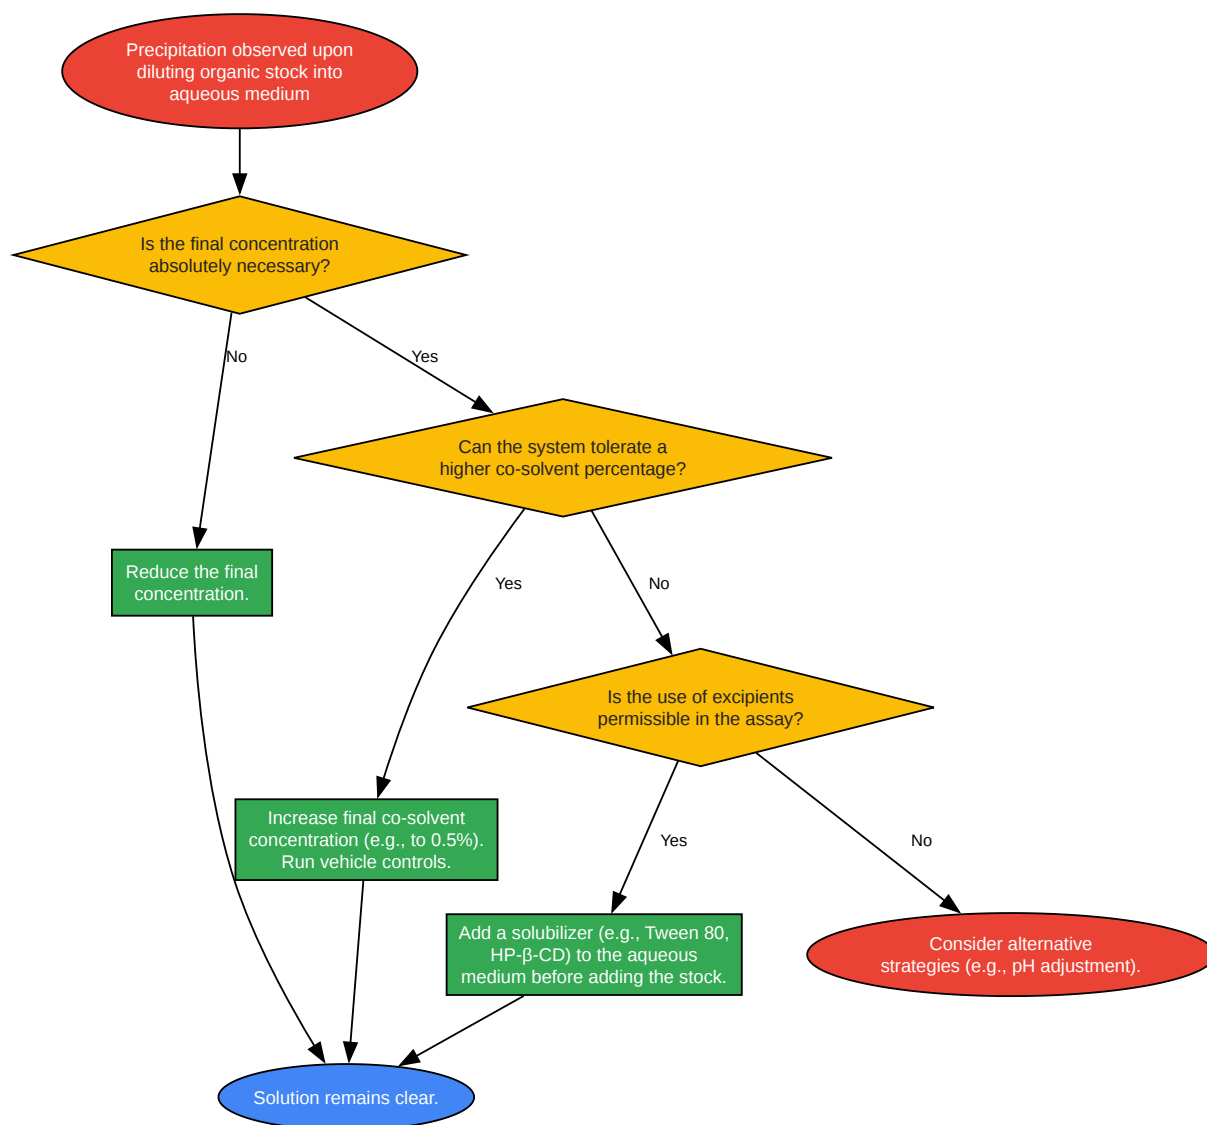 Precipitation observed upon
diluting organic stock into
aqueous medium
Is the final concentration
absolutely necessary?
No
Yes
Can the system tolerate a
higher co-solvent percentage?
Reduce the final
concentration.
Yes
No
Is the use of excipients
permissible in the assay?
Increase final co-solvent
concentration (e.g., to 0.5%).
Run vehicle controls.
Yes
No
Add a solubilizer (e.g., Tween 80,
HP-β-CD) to the aqueous
medium before adding the stock.
Consider alternative
strategies (e.g., pH adjustment).
Solution remains clear.